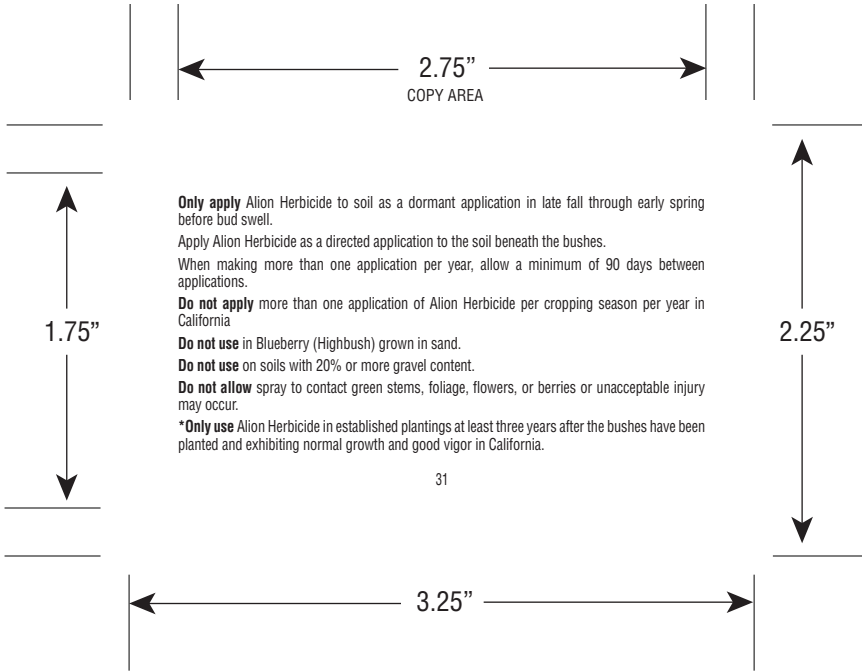 2.75”
COPY AREA
Only apply Alion Herbicide to soil as a dormant application in late fall through early spring
before bud swell.
Apply Alion Herbicide as a directed application to the soil beneath the bushes.
When making more than one application per year, allow a minimum of 90 days between
applications.
Do not apply more than one application of Alion Herbicide per cropping season per year in
California
Do not use in Blueberry (Highbush) grown in sand.
Do not use on soils with 20% or more gravel content.
Do not allow spray to contact green stems, foliage, flowers, or berries or unacceptable injury
may occur.
*Only use Alion Herbicide in established plantings at least three years after the bushes have been
planted and exhibiting normal growth and good vigor in California.
31
1.75”
2.25”
3.25”